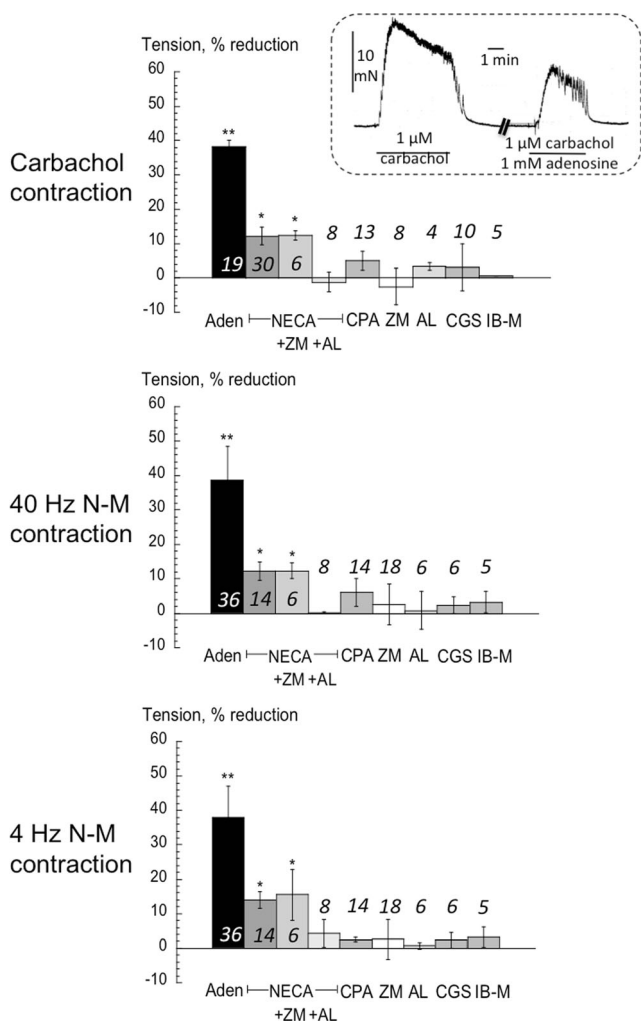 Tension, % reduction
60
50
40
30
20
10
0
-10
Carbachol
contraction
**
*
*
19
30
6
8
13
8
4
10
5
Aden
NECA
CPA
ZM
AL
CGS
IB-M
+ZM
+AL
10
mN
1 min
1 µM
carbachol
1 µM carbachol
1 mM adenosine
Tension, % reduction
60
50
40
30
20
10
0
-10
40 Hz N-M
contraction
**
*
*
36
14
6
8
14
18
6
6
5
Aden
NECA
CPA
ZM
AL
CGS
IB-M
+ZM
+AL
Tension, % reduction
60
50
40
30
20
10
0
-10
4 Hz N-M
contraction
**
*
*
36
14
6
8
14
18
6
6
5
Aden
NECA
CPA
ZM
AL
CGS
IB-M
+ZM
+AL